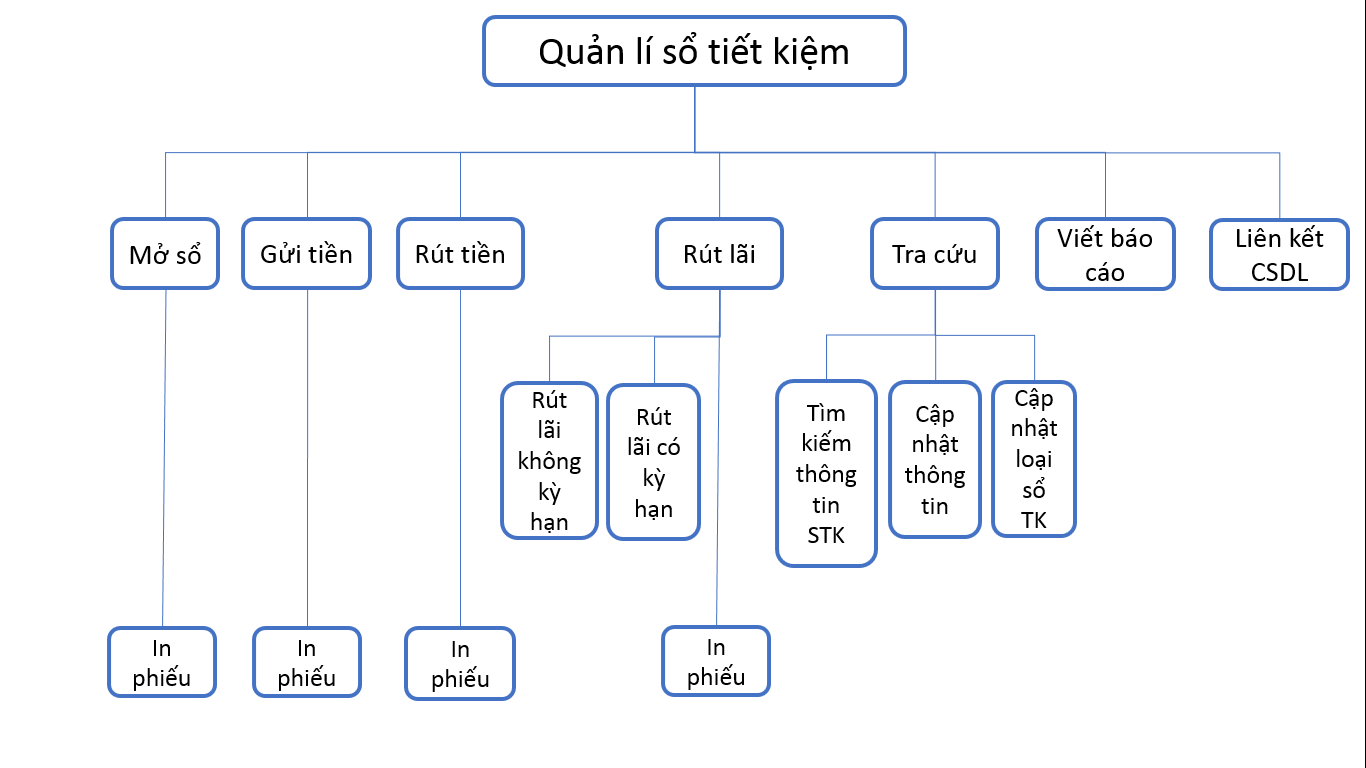 Quản lí sổ tiết kiệm
Mở sổ
Gửi tiền
Rút tiền
Rút lãi
Tra cứu
Viết báo
cáo
Liên kết
CSDL
Rút
lãi
không
kỳ
hạn
Rút
lãi có
kỳ
hạn
Tìm
kiếm
thông
tin
STK
Cập
nhật
thông
tin
Cập
nhật
loại
sổ
TK
In
phiếu
In
phiếu
In
phiếu
In
phiếu